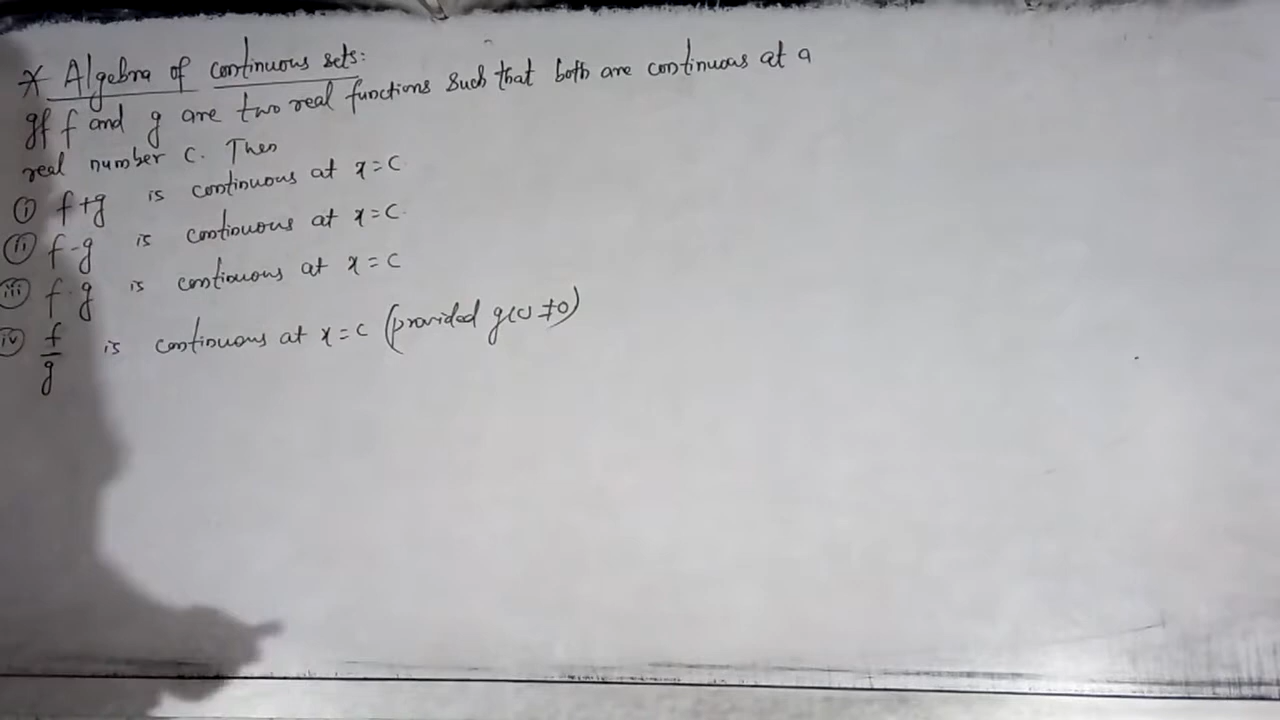 * Algebra of continuous sets:
If f and g are two real functions such that both are continuous at a
real number c. Then
(i) f+g is continuous at x=c
(ii) f-g is continuous at x=c.
(iii) f·g is continuous at x=c
(iv) f/g is continuous at x=c (provided g(c)≠0)